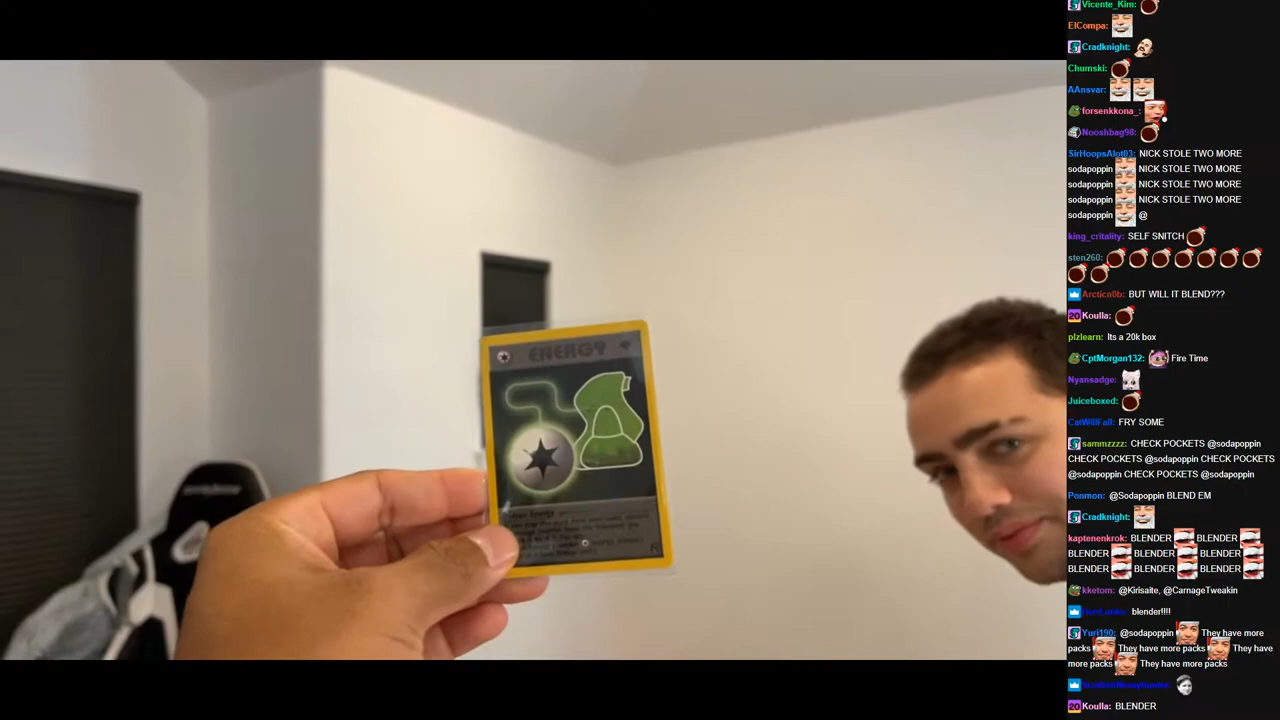 ENERGY
Vicente_Kim:
ElCompa:
Cradknight:
Chumski:
AAnsvar:
forsenkkona_:
Nooshbag98:
SirHoopsAlot03: NICK STOLE TWO MORE
sodapoppin NICK STOLE TWO MORE
sodapoppin NICK STOLE TWO MORE
sodapoppin NICK STOLE TWO MORE
sodapoppin @
king_critality: SELF SNITCH
sten260:
Arcticn0b: BUT WILL IT BLEND???
Koulla:
plzlearn: Its a 20k box
CptMorgan132: Fire Time
Nyansadge:
Juiceboxed:
CatWillFall: FRY SOME
sammzzzz: CHECK POCKETS @sodapoppin
CHECK POCKETS @sodapoppin CHECK POCKETS
@sodapoppin CHECK POCKETS @sodapoppin
Ponmon: @Sodapoppin BLEND EM
Cradknight:
kaptenenkrok: BLENDER BLENDER
BLENDER BLENDER BLENDER
BLENDER BLENDER BLENDER
kketom: @Kirisaite, @CarnageTweakin
blender!!!!
Yuri190: @sodapoppin They have more
packs They have more packs They have
more packs They have more packs
20 Koulla: BLENDER